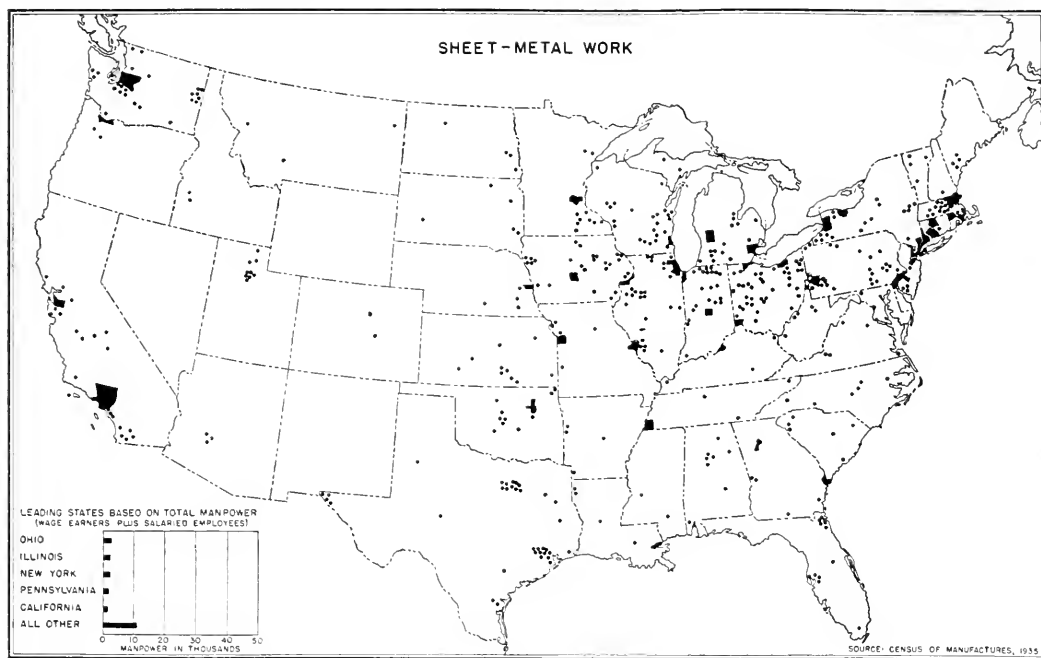 SHEET-METAL WORK
LEADING STATES BASED ON TOTAL MANPOWER
(WAGE EARNERS PLUS SALARIED EMPLOYEES)
OHIO
ILLINOIS
NEW YORK
PENNSYLVANIA
CALIFORNIA
ALL OTHER
0 10 20 30 40 50
MANPOWER IN THOUSANDS
SOURCE: CENSUS OF MANUFACTURES, 1935